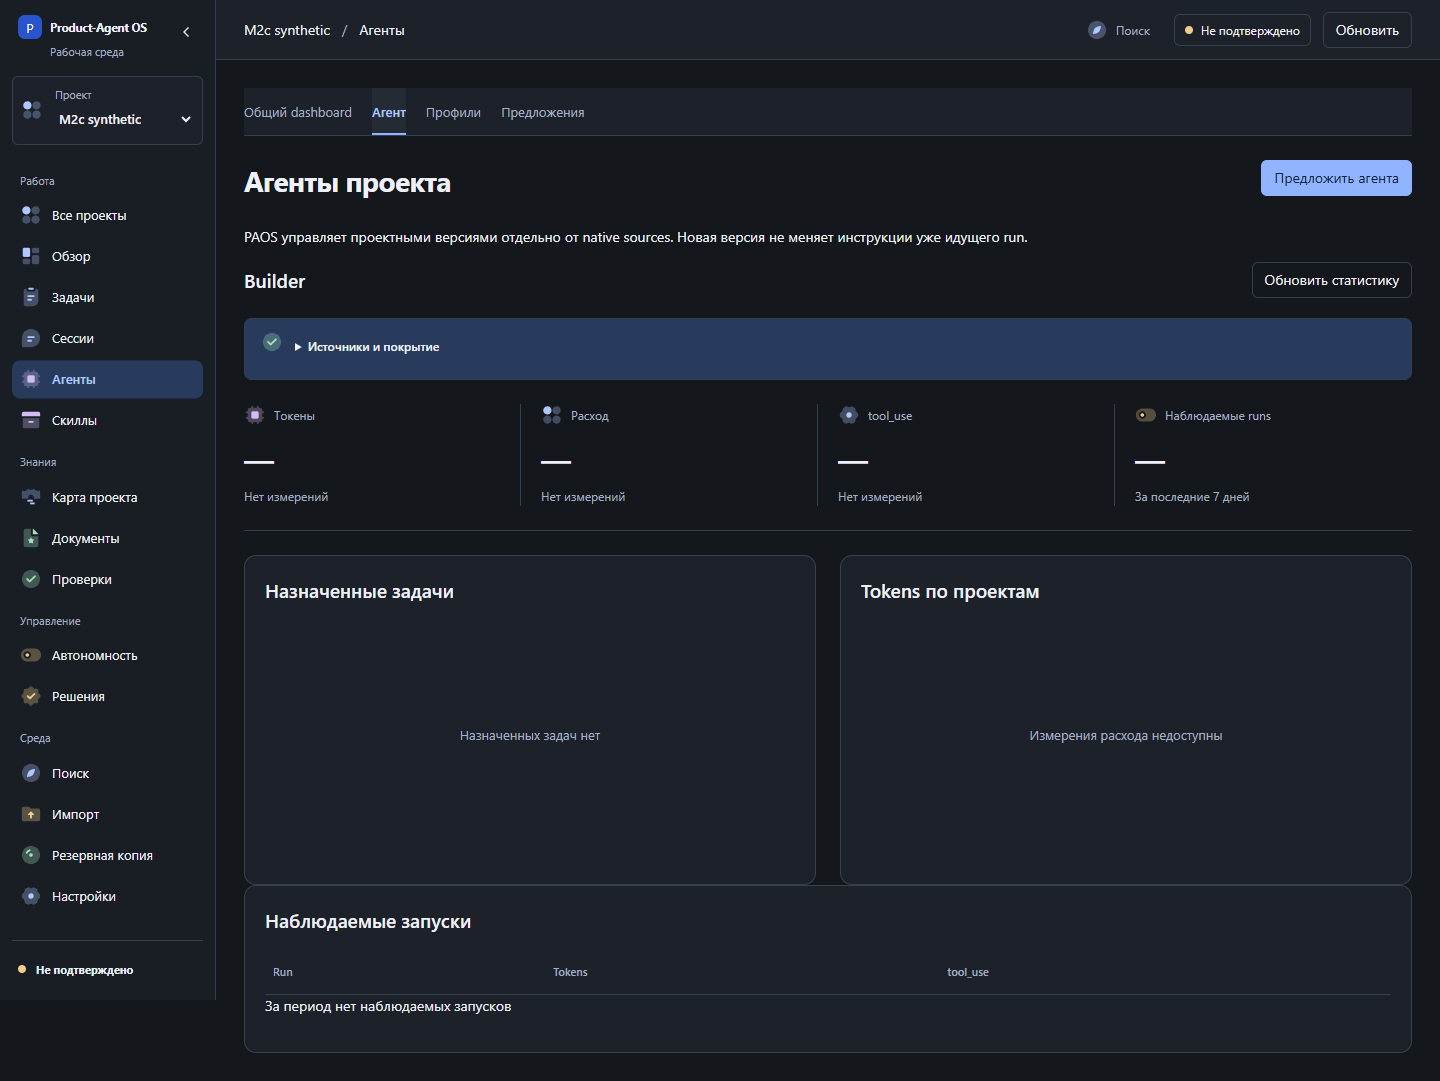 P
Product-Agent OS
Рабочая среда
Проект
M2c synthetic
Работа
Все проекты
Обзор
Задачи
Сессии
Агенты
Скиллы
Знания
Карта проекта
Документы
Проверки
Управление
Автономность
Решения
Среда
Поиск
Импорт
Резервная копия
Настройки
Не подтверждено
M2c synthetic / Агенты
Поиск
Не подтверждено
Обновить
Общий dashboard Агент Профили Предложения
Агенты проекта
Предложить агента
PAOS управляет проектными версиями отдельно от native sources. Новая версия не меняет инструкции уже идущего run.
Builder
Обновить статистику
Источники и покрытие
Токены
—
Нет измерений
Расход
—
Нет измерений
tool_use
—
Нет измерений
Наблюдаемые runs
—
За последние 7 дней
Назначенные задачи
Назначенных задач нет
Tokens по проектам
Измерения расхода недоступны
Наблюдаемые запуски
Run Tokens tool_use
За период нет наблюдаемых запусков